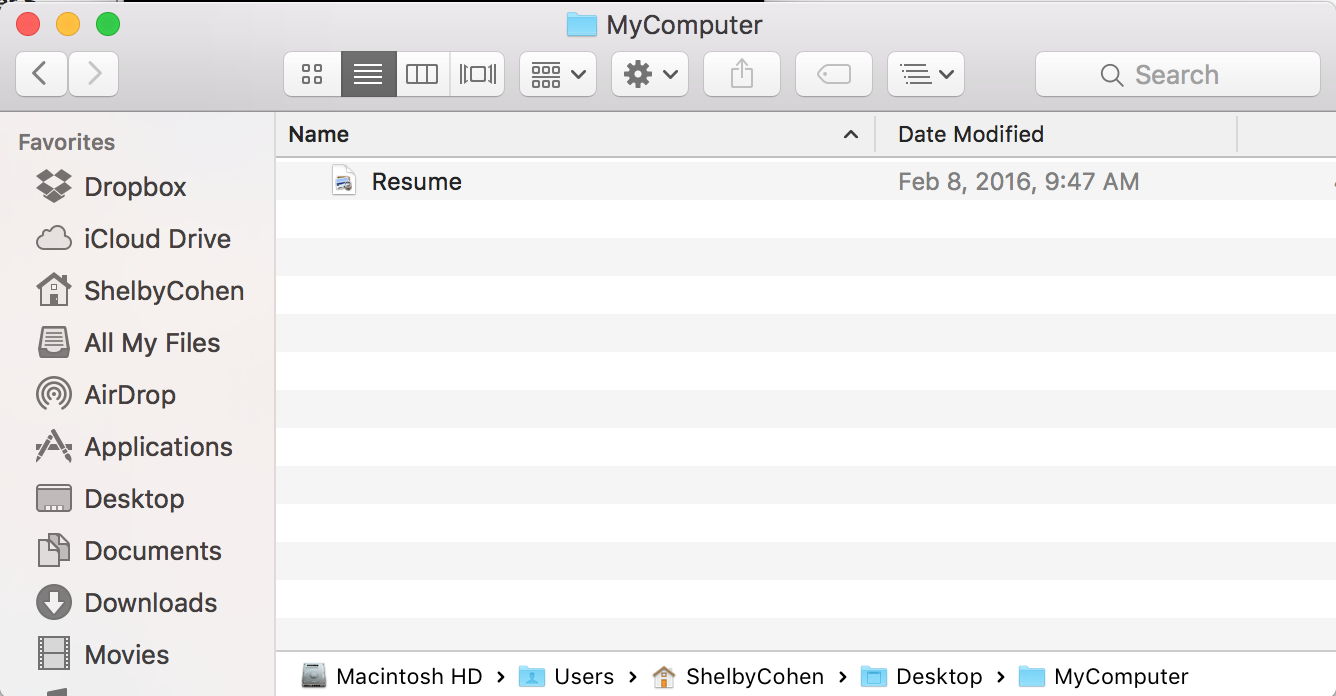 MyComputer
Search
Favorites
Dropbox
iCloud Drive
ShelbyCohen
All My Files
AirDrop
Applications
Desktop
Documents
Downloads
Movies
Name Date Modified
Resume Feb 8, 2016, 9:47 AM
Macintosh HD › Users › ShelbyCohen › Desktop › MyComputer